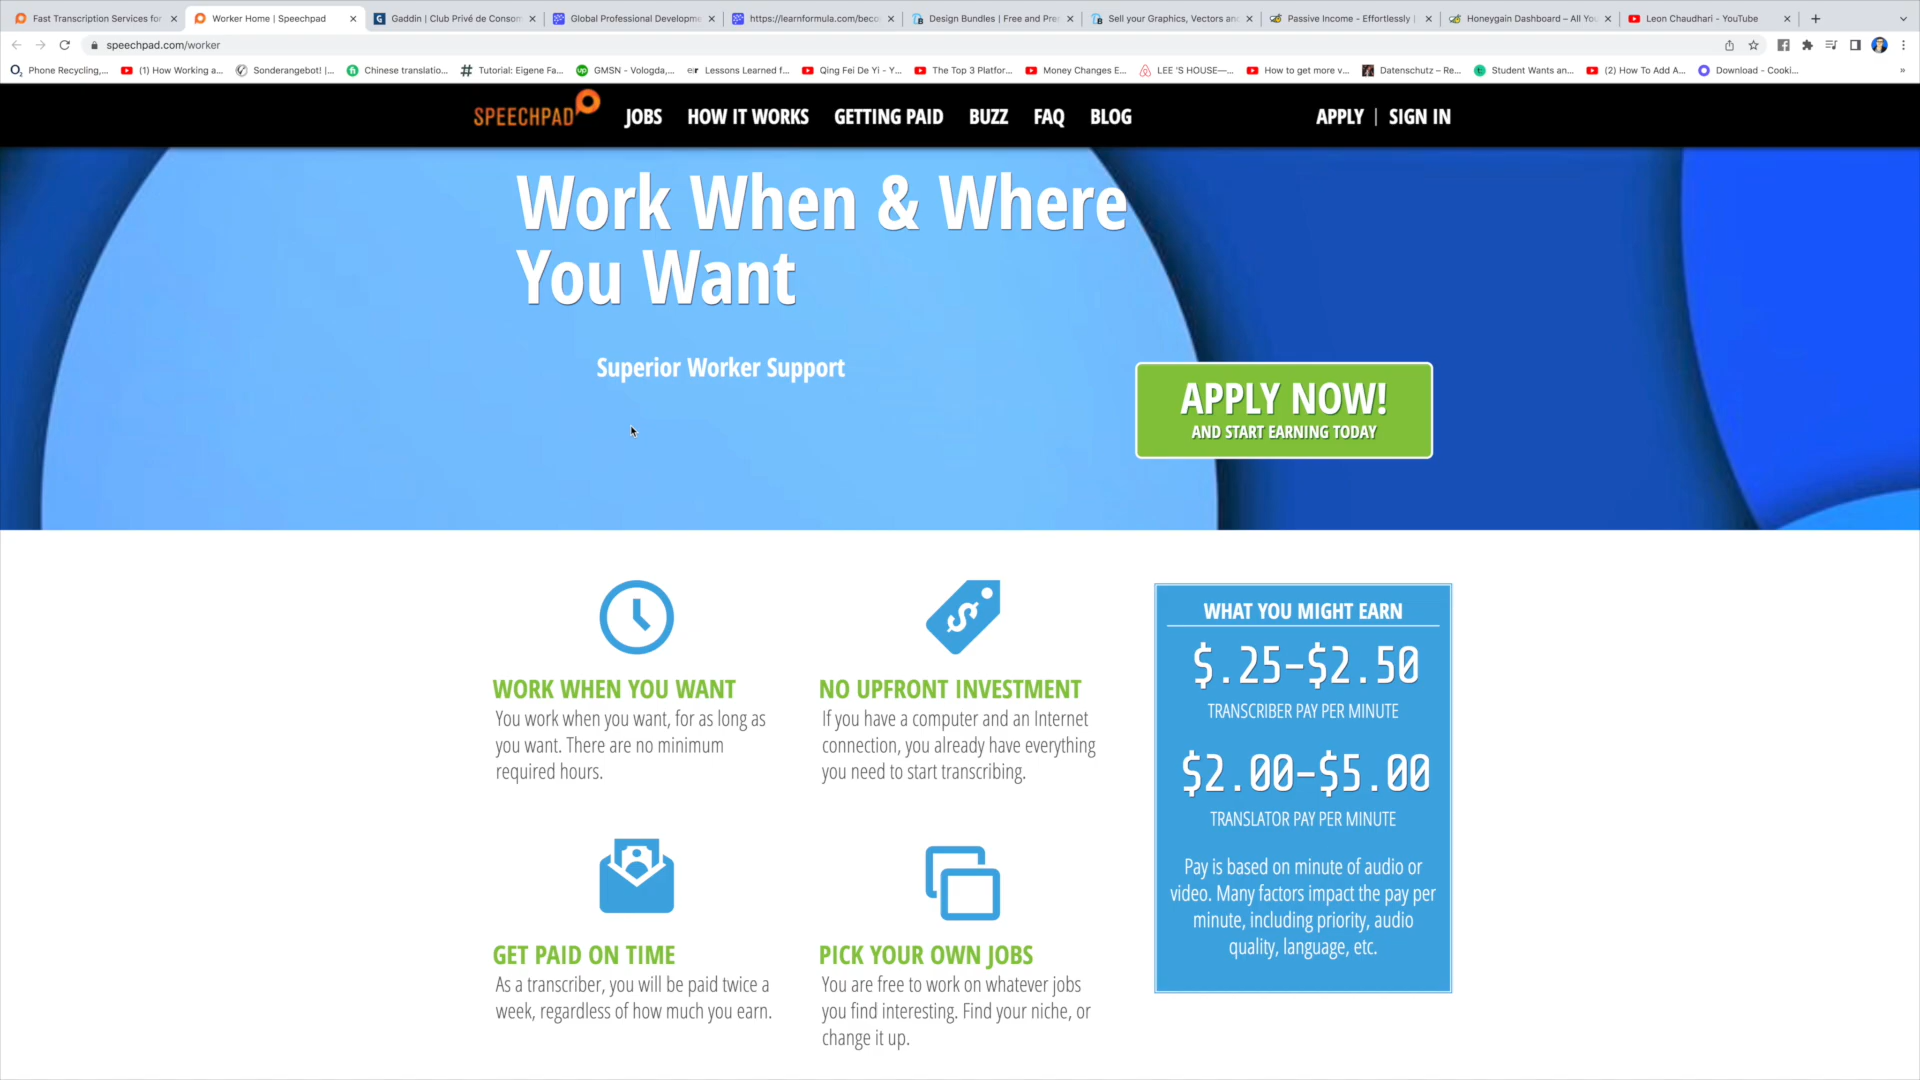 Fast Transcription Services for
Worker Home | Speechpad
Gaddin | Club Privé de Consom
Global Professional Developme
https://learnformula.com/beco
Design Bundles | Free and Pre
Sell your Graphics, Vectors an
Passive Income - Effortlessly |
Honeygain Dashboard – All Yo
Leon Chaudhari - YouTube
speechpad.com/worker
Phone Recycling,...
(1) How Working a...
Sonderangebot! |...
Chinese translatio...
Tutorial: Eigene Fa...
GMSN - Vologda,...
Lessons Learned f...
Qing Fei De Yi - Y...
The Top 3 Platfor...
Money Changes E...
LEE 'S HOUSE—...
How to get more v...
Datenschutz – Re...
Student Wants an...
(2) How To Add A...
Download - Cooki...
SPEECHPAD
JOBS HOW IT WORKS GETTING PAID BUZZ FAQ BLOG
APPLY | SIGN IN
Work When & Where
You Want
Superior Worker Support
APPLY NOW!
AND START EARNING TODAY
WORK WHEN YOU WANT
You work when you want, for as long as
you want. There are no minimum
required hours.
NO UPFRONT INVESTMENT
If you have a computer and an Internet
connection, you already have everything
you need to start transcribing.
GET PAID ON TIME
As a transcriber, you will be paid twice a
week, regardless of how much you earn.
PICK YOUR OWN JOBS
You are free to work on whatever jobs
you find interesting. Find your niche, or
change it up.
WHAT YOU MIGHT EARN
$.25–$2.50
TRANSCRIBER PAY PER MINUTE
$2.00–$5.00
TRANSLATOR PAY PER MINUTE
Pay is based on minute of audio or
video. Many factors impact the pay per
minute, including priority, audio
quality, language, etc.